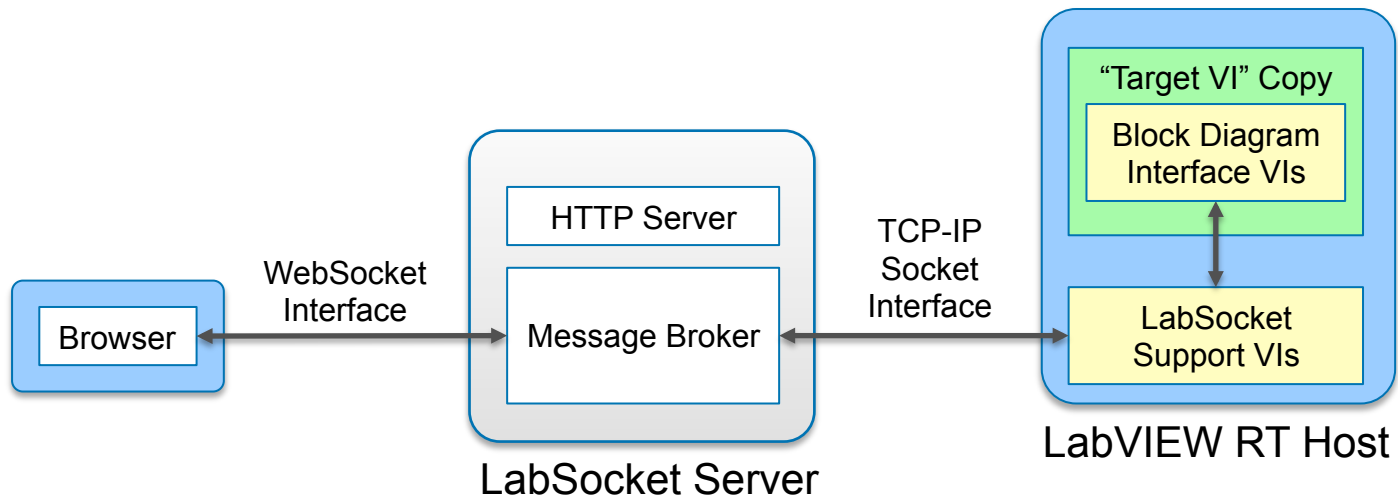 Browser
WebSocket
Interface
HTTP Server
Message Broker
LabSocket Server
TCP-IP
Socket
Interface
“Target VI” Copy
Block Diagram
Interface VIs
LabSocket
Support VIs
LabVIEW RT Host